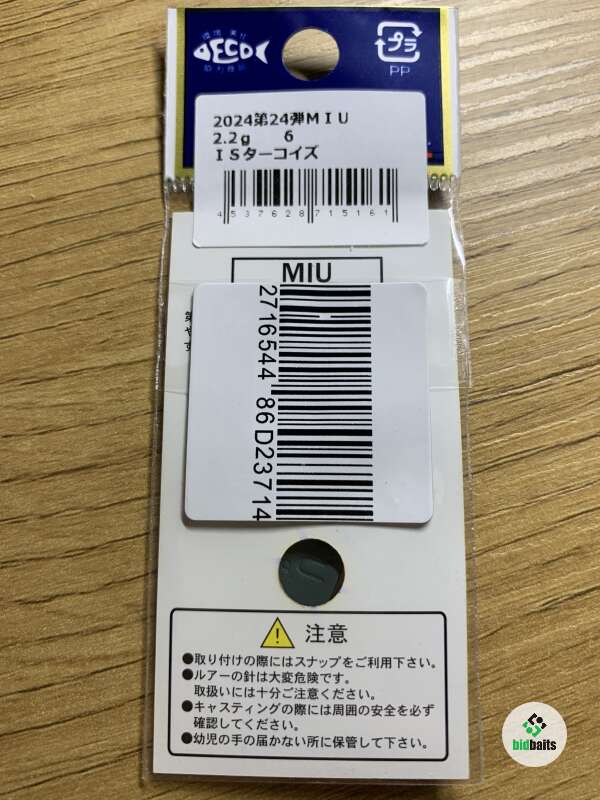 環境 美化
ECO
プラ
PP
2024第24弾ＭＩＵ
2.2ｇ 6
ＩＳターコイズ
4537628715161
MIU
2716544 86D23714
注意
●取り付けの際にはスナップをご利用下さい。
●ルアーの針は大変危険です。
取扱いには十分ご注意ください。
●キャスティングの際には周囲の安全を必ず
確認してください。
●幼児の手の届かない所に保管して下さい。
bidbaits